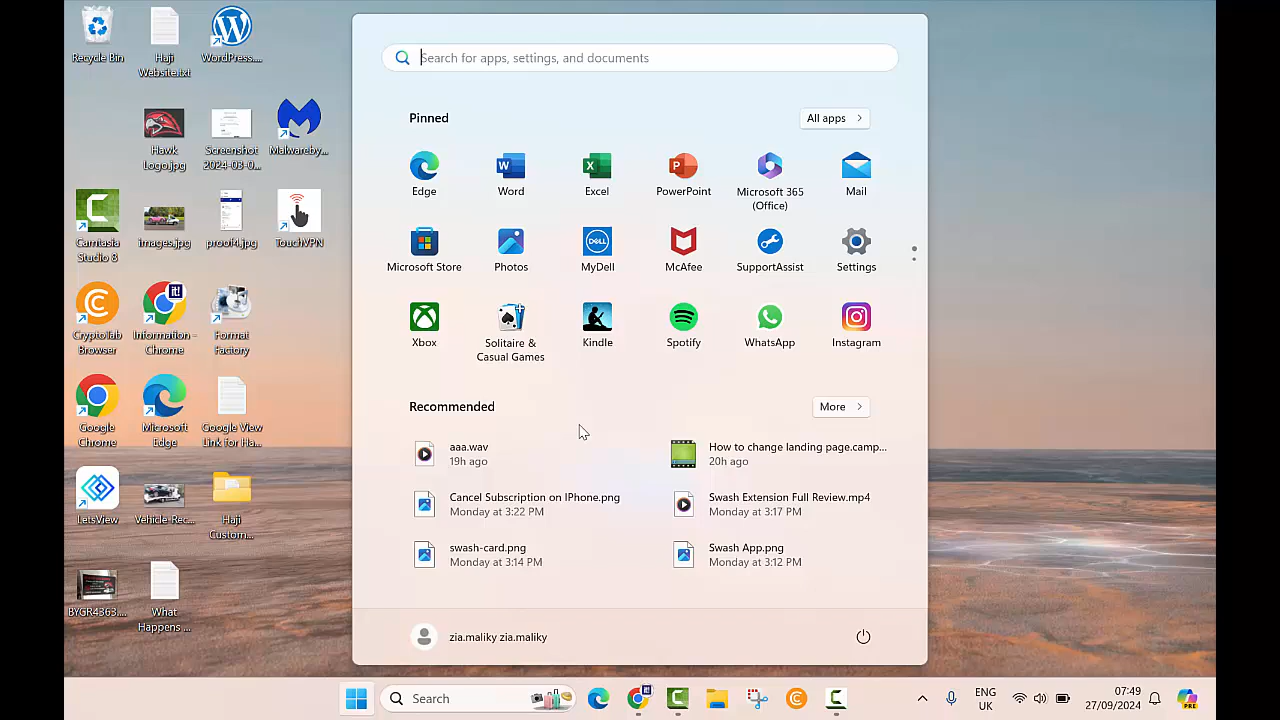 Recycle Bin
Haji
Website.txt
WordPress....
Hawk
Logo.jpg
Screenshot
2024-03-0...
Malwareby...
Camtasia
Studio 8
images.jpg
proof4.jpg
TouchVPN
CryptoTab
Browser
Information -
Chrome
Format
Factory
Google
Chrome
Microsoft
Edge
Google View
Link for Ha...
LetsView
Vehicle Rec...
Haji
Custom...
BYGR4363....
What
Happens ...
Search for apps, settings, and documents
Pinned
All apps
Edge
Word
Excel
PowerPoint
Microsoft 365
(Office)
Mail
Microsoft Store
Photos
MyDell
McAfee
SupportAssist
Settings
Xbox
Solitaire &
Casual Games
Kindle
Spotify
WhatsApp
Instagram
Recommended
More
aaa.wav
19h ago
How to change landing page.camp...
20h ago
Cancel Subscription on IPhone.png
Monday at 3:22 PM
Swash Extension Full Review.mp4
Monday at 3:17 PM
swash-card.png
Monday at 3:14 PM
Swash App.png
Monday at 3:12 PM
zia.maliky zia.maliky
Search
ENG
UK
07:49
27/09/2024